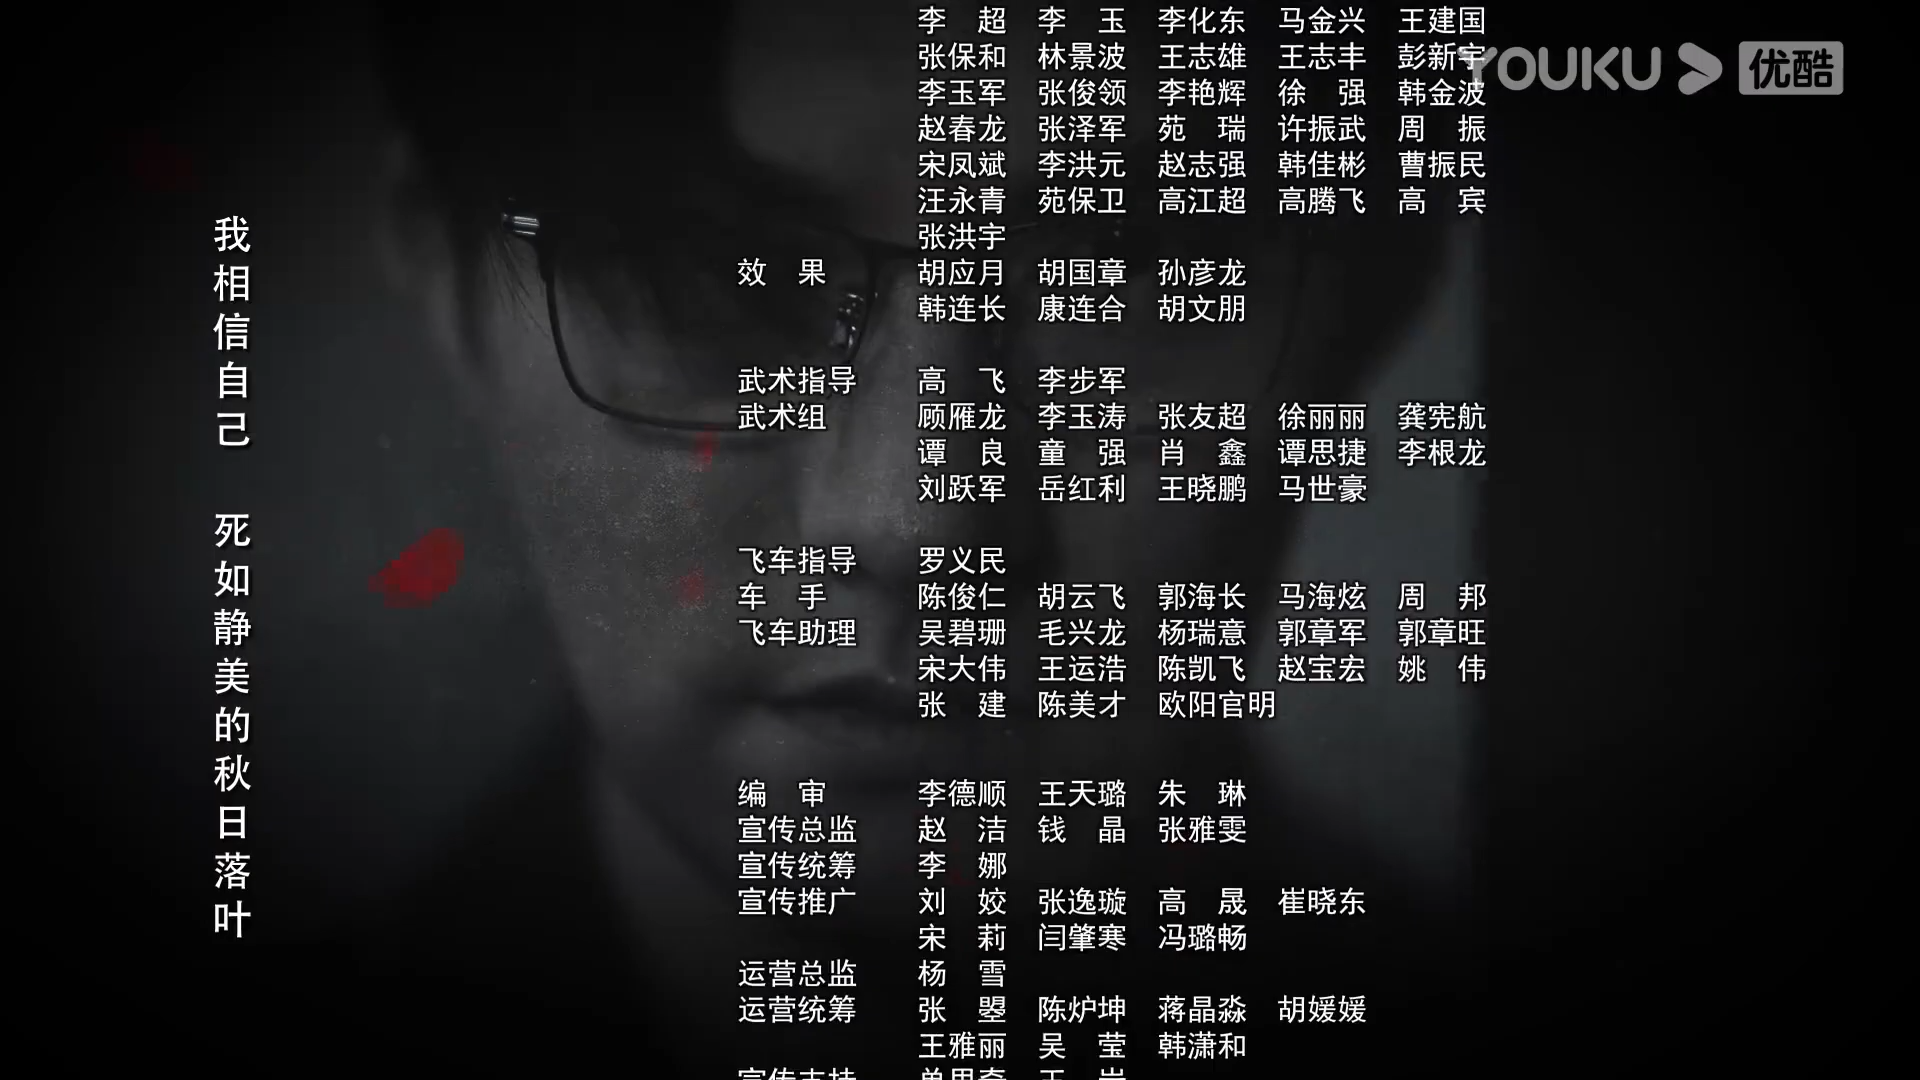 李　超　李　玉　李化东　马金兴　王建国
张保和　林景波　王志雄　王志丰　彭新宇
YOUKU 优酷
李玉军　张俊领　李艳辉　徐　强　韩金波
赵春龙　张泽军　苑　瑞　许振武　周　振
宋凤斌　李洪元　赵志强　韩佳彬　曹振民
汪永青　苑保卫　高江超　高腾飞　高　宾
张洪宇
效　果　胡应月　胡国章　孙彦龙
韩连长　康连合　胡文朋
武术指导　高　飞　李步军
武术组　顾雁龙　李玉涛　张友超　徐丽丽　龚宪航
谭　良　童　强　肖　鑫　谭思捷　李根龙
刘跃军　岳红利　王晓鹏　马世豪
飞车指导　罗义民
车　手　陈俊仁　胡云飞　郭海长　马海炫　周　邦
飞车助理　吴碧珊　毛兴龙　杨瑞意　郭章军　郭章旺
宋大伟　王运浩　陈凯飞　赵宝宏　姚　伟
张　建　陈美才　欧阳官明
编　审　李德顺　王天璐　朱　琳
宣传总监　赵　洁　钱　晶　张雅雯
宣传统筹　李　娜
宣传推广　刘　姣　张逸璇　高　晟　崔晓东
宋　莉　闫肇寒　冯璐畅
运营总监　杨　雪
运营统筹　张　曌　陈炉坤　蒋晶淼　胡媛媛
王雅丽　吴　莹　韩潇和
我相信自己　死如静美的秋日落叶